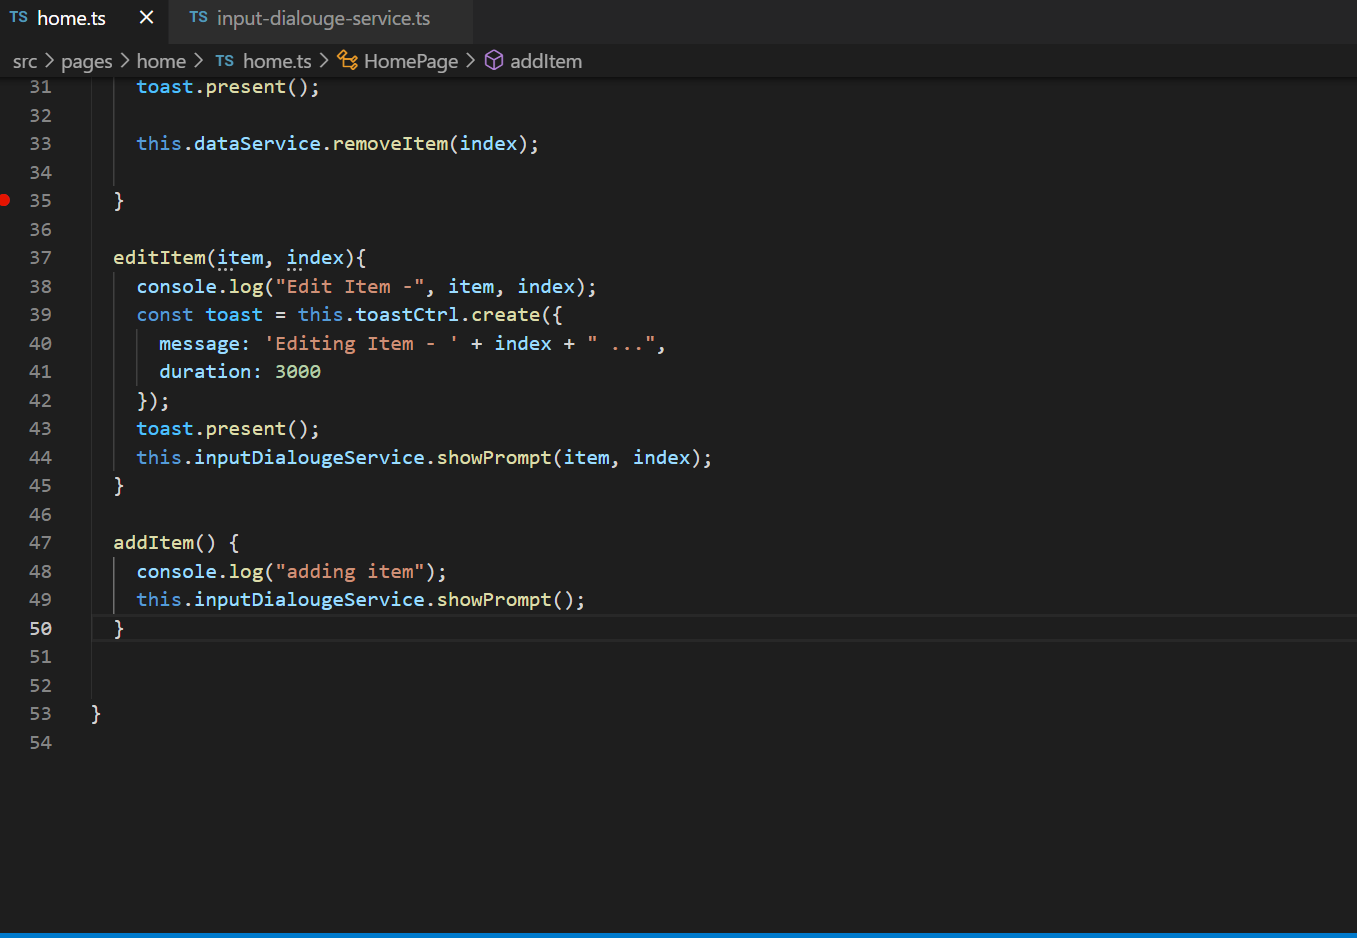 TS home.ts × TS input-dialouge-service.ts
src > pages > home > TS home.ts > HomePage > addItem
31 toast.present();
32
33 this.dataService.removeItem(index);
34
35 }
36
37 editItem(item, index){
38 console.log("Edit Item -", item, index);
39 const toast = this.toastCtrl.create({
40 message: 'Editing Item - ' + index + " ...",
41 duration: 3000
42 });
43 toast.present();
44 this.inputDialougeService.showPrompt(item, index);
45 }
46
47 addItem() {
48 console.log("adding item");
49 this.inputDialougeService.showPrompt();
50 }
51
52
53 }
54